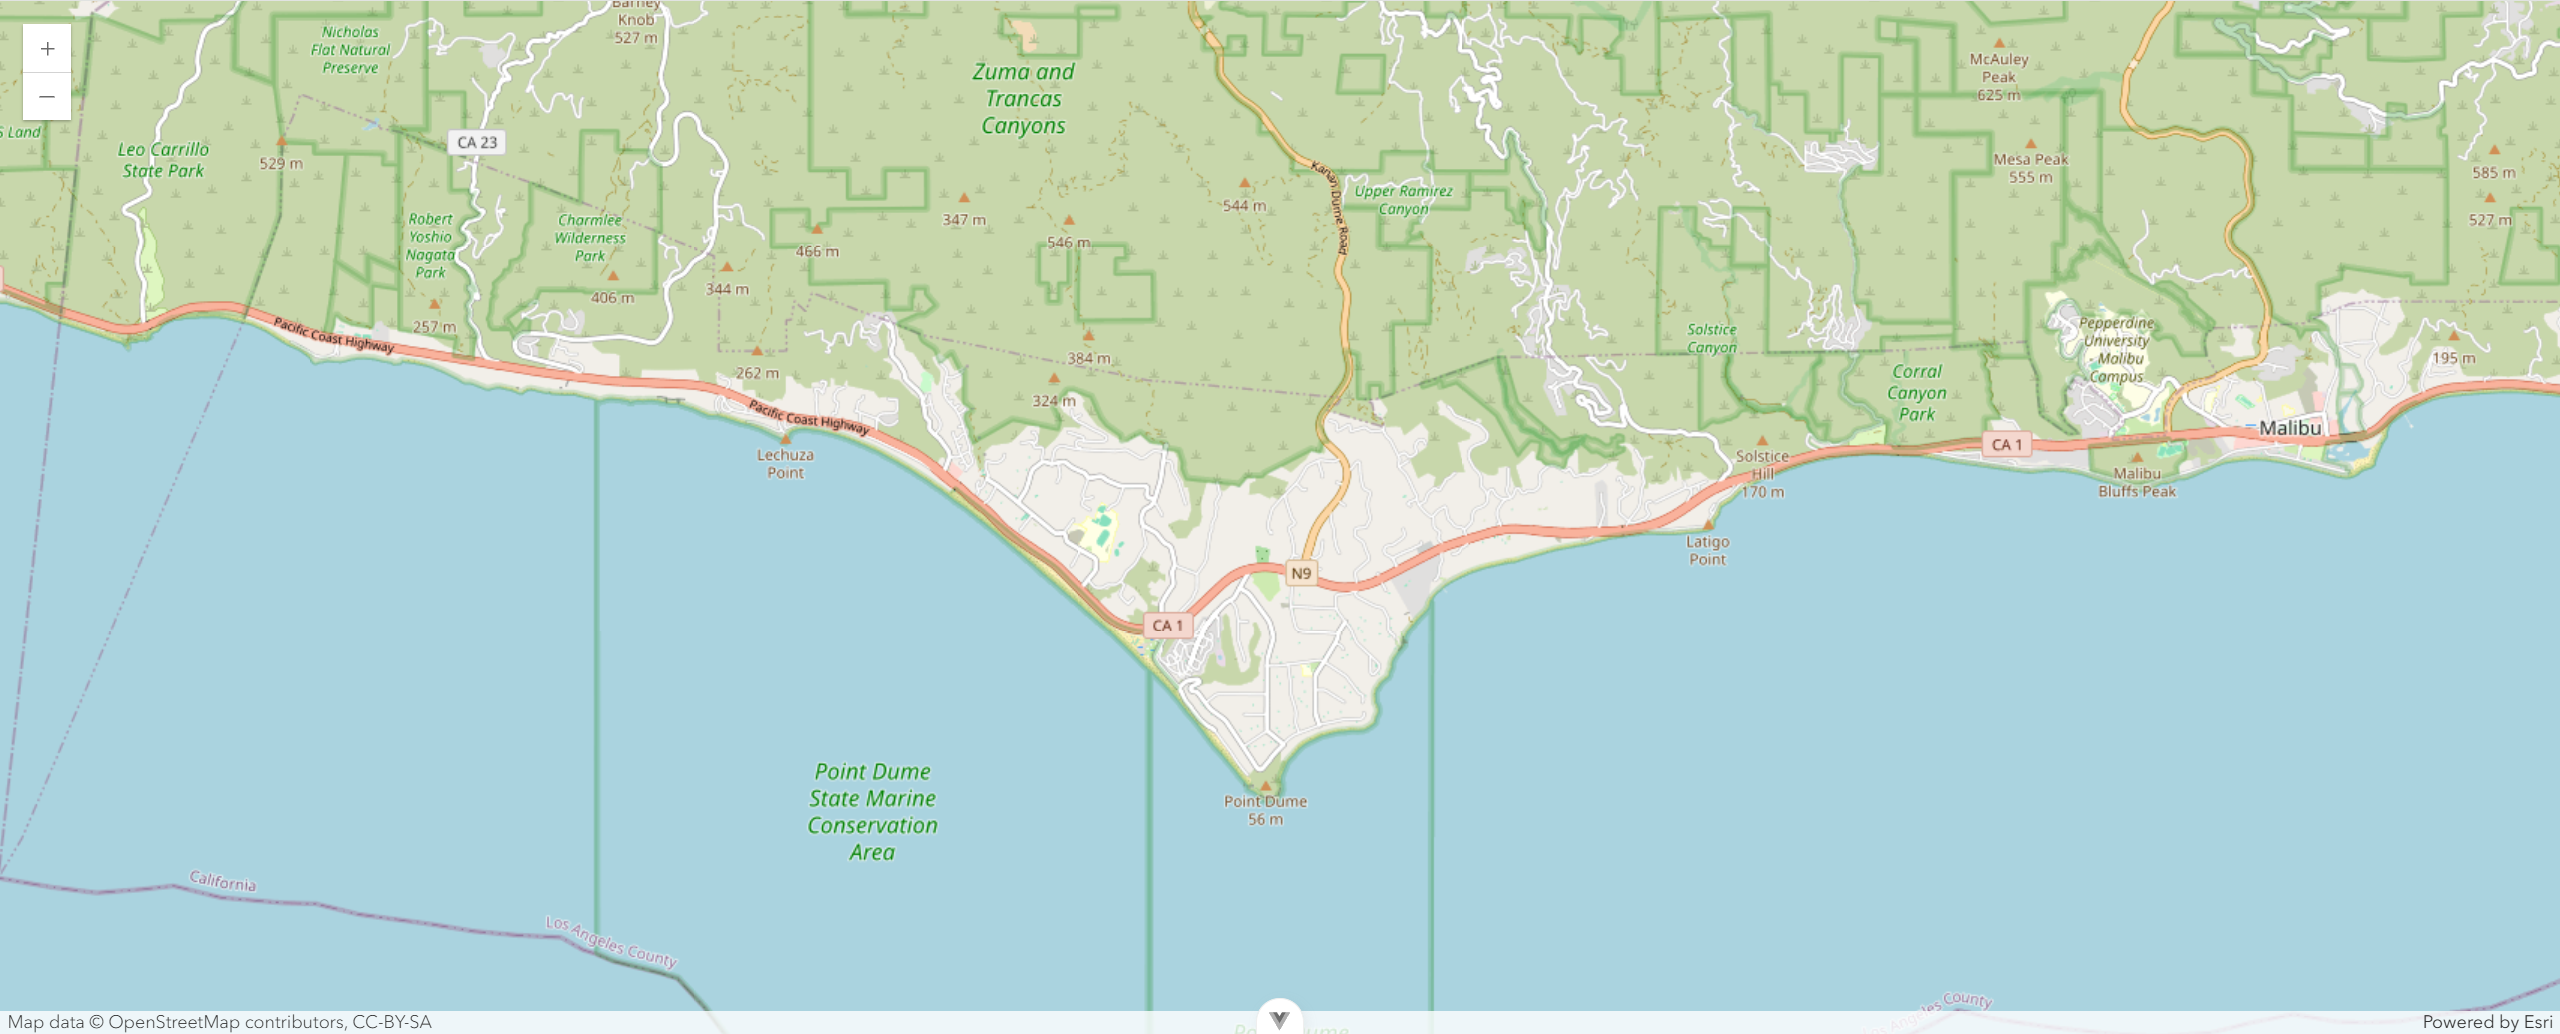 Barney
Knob
527 m
Nicholas
Flat Natural
Preserve
+
−
Zuma and
Trancas
Canyons
McAuley
Peak
625 m
S Land
Leo Carrillo
State Park
529 m
CA 23
Mesa Peak
555 m
585 m
Kanan Dume Road
Upper Ramirez
Canyon
544 m
347 m
546 m
466 m
527 m
Robert
Yoshio
Nagata
Park
Charmlee
Wilderness
Park
406 m
344 m
257 m
Pacific Coast Highway
Solstice
Canyon
Pepperdine
University
Malibu
Campus
195 m
384 m
262 m
324 m
Corral
Canyon
Park
Pacific Coast Highway
Malibu
CA 1
Lechuza
Point
Solstice
Hill
170 m
Malibu
Bluffs Peak
Latigo
Point
N9
CA 1
Point Dume
State Marine
Conservation
Area
Point Dume
56 m
California
Los Angeles County
Los Angeles County
Point Dume
Map data © OpenStreetMap contributors, CC-BY-SA
Powered by Esri